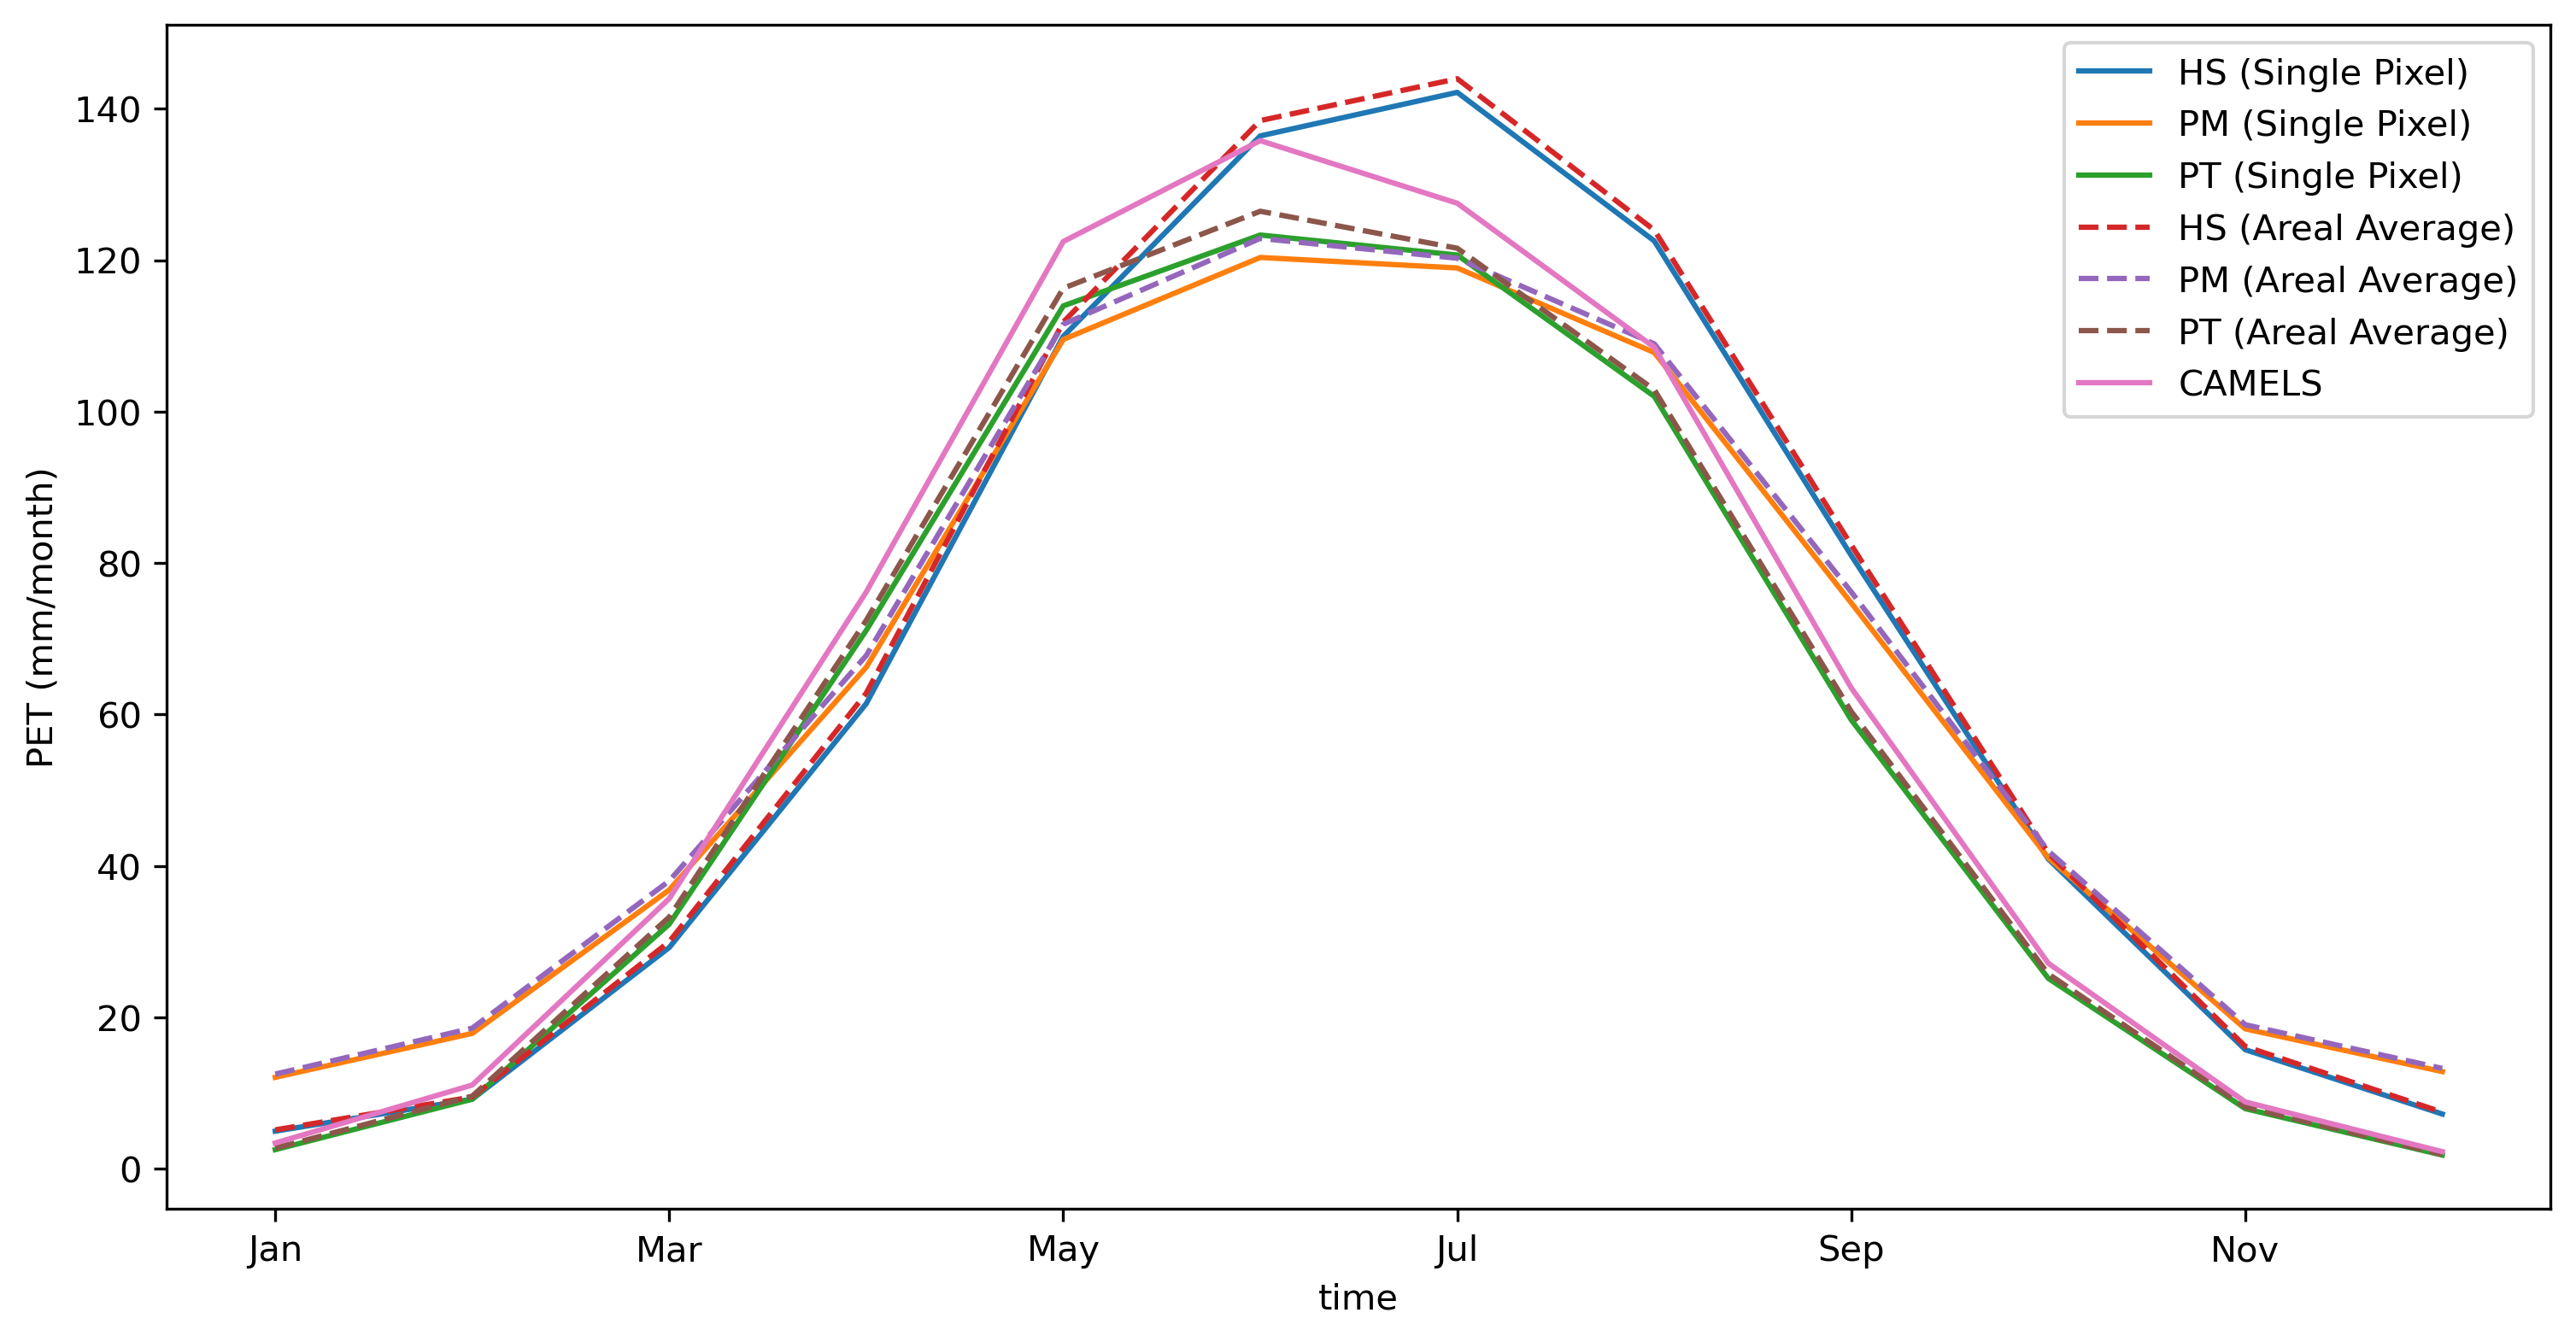 HS (Single Pixel)
PM (Single Pixel)
PT (Single Pixel)
HS (Areal Average)
PM (Areal Average)
PT (Areal Average)
CAMELS
PET (mm/month)
140
120
100
80
60
40
20
0
Jan Mar May Jul Sep Nov
time